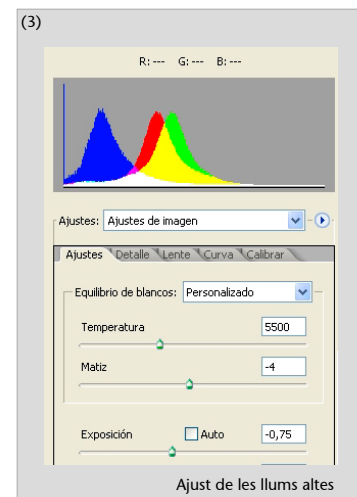 (3)
R: --- G: --- B: ---
Ajustes: Ajustes de imagen
Ajustes Detalle Lente Curva Calibrar
Equilibrio de blancos: Personalizado
Temperatura 5500
Matiz -4
Exposición Auto -0,75
Ajust de les llums altes